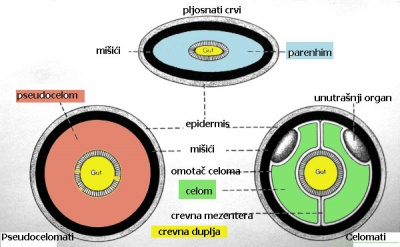 pljosnati crvi
mišići
Gut
parenhim
pseudocelom
unutrašnji organ
epidermis
mišići
Gut
omotač celoma
Gut
celom
crevna mezentera
Pseudocelomati
crevna duplja
Celomati